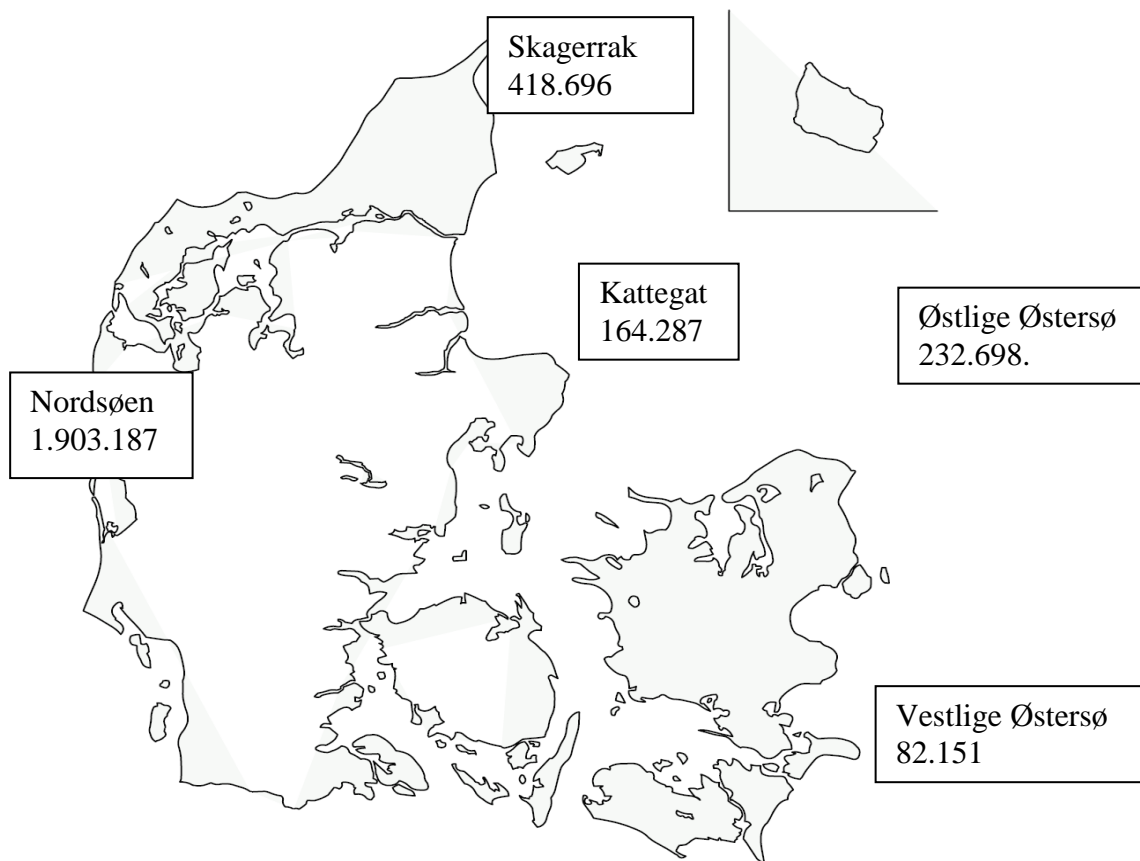 Skagerrak
418.696
Kattegat
164.287
Østlige Østersø
232.698.
Nordsøen
1.903.187
Vestlige Østersø
82.151